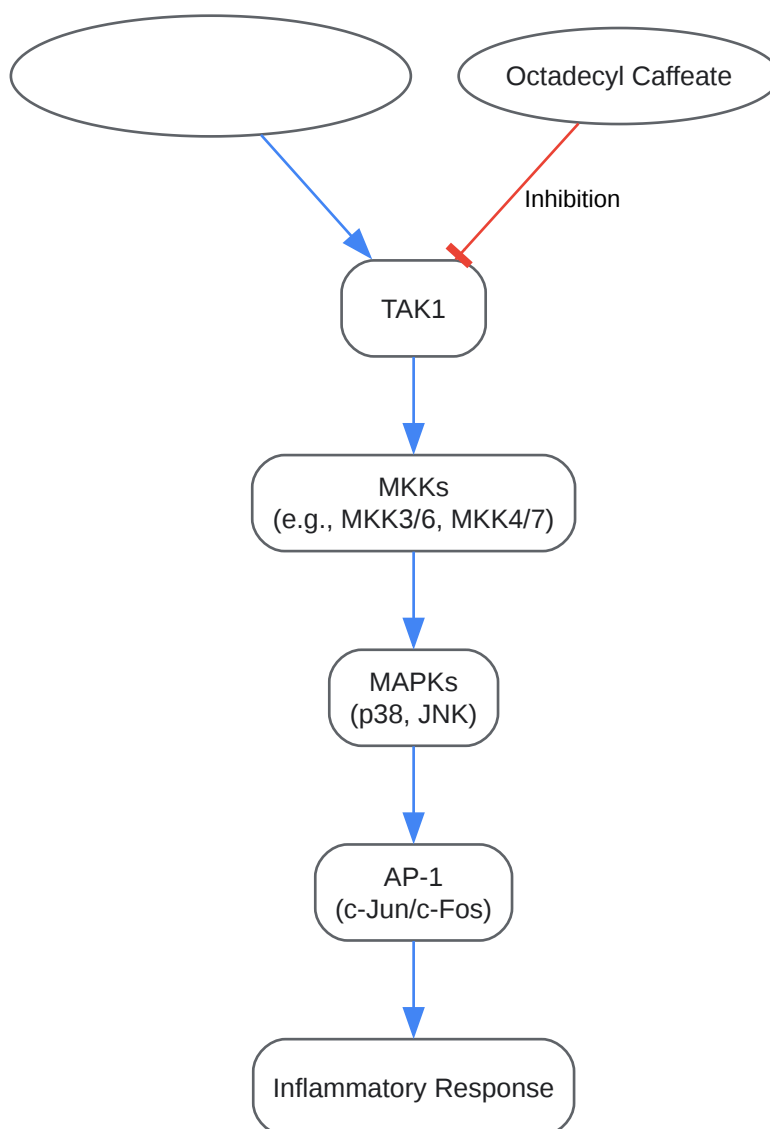 Octadecyl Caffeate
Inhibition
TAK1
MKKs
(e.g., MKK3/6, MKK4/7)
MAPKs
(p38, JNK)
AP-1
(c-Jun/c-Fos)
Inflammatory Response